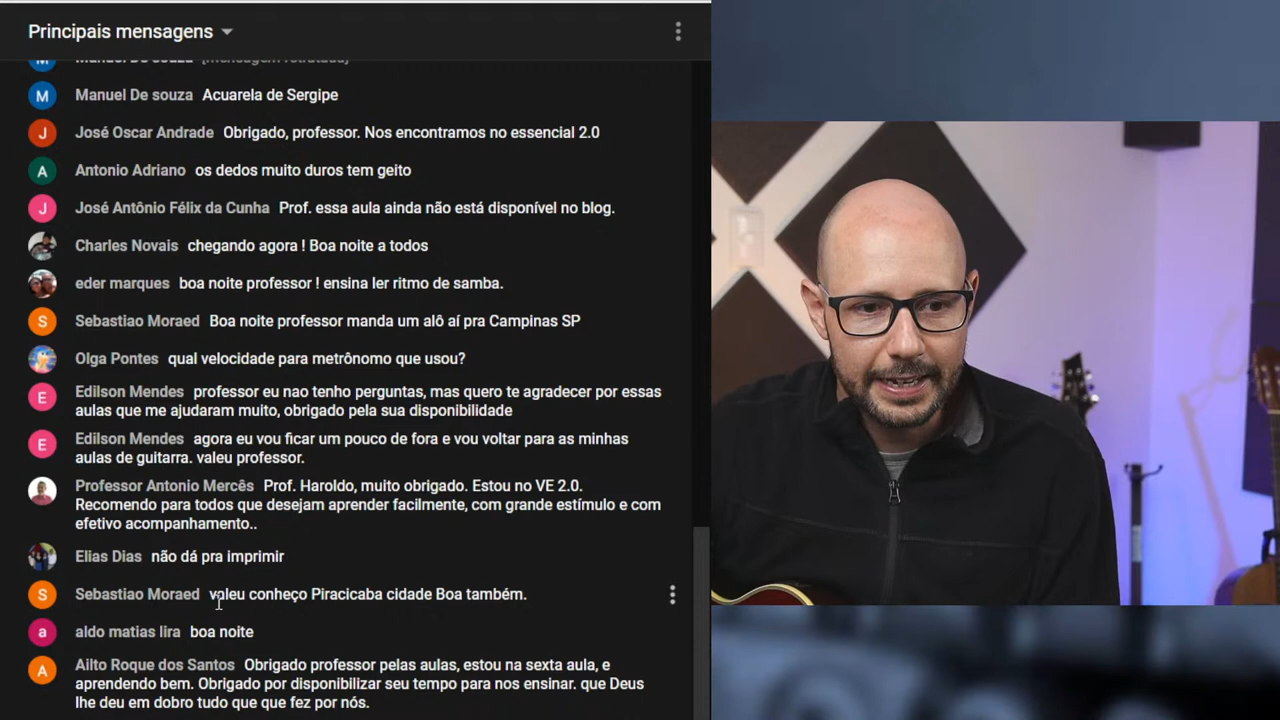 Principais mensagens
M Manuel De Souza [mensagem retratada]
M Manuel De souza Acuarela de Sergipe
J José Oscar Andrade Obrigado, professor. Nos encontramos no essencial 2.0
A Antonio Adriano os dedos muito duros tem geito
J José Antônio Félix da Cunha Prof. essa aula ainda não está disponível no blog.
Charles Novais chegando agora ! Boa noite a todos
eder marques boa noite professor ! ensina ler ritmo de samba.
S Sebastiao Moraed Boa noite professor manda um alô aí pra Campinas SP
Olga Pontes qual velocidade para metrônomo que usou?
E Edilson Mendes professor eu nao tenho perguntas, mas quero te agradecer por essas
aulas que me ajudaram muito, obrigado pela sua disponibilidade
E Edilson Mendes agora eu vou ficar um pouco de fora e vou voltar para as minhas
aulas de guitarra. valeu professor.
Professor Antonio Mercês Prof. Haroldo, muito obrigado. Estou no VE 2.0.
Recomendo para todos que desejam aprender facilmente, com grande estímulo e com
efetivo acompanhamento..
Elias Dias não dá pra imprimir
S Sebastiao Moraed valeu conheço Piracicaba cidade Boa também.
a aldo matias lira boa noite
A Ailto Roque dos Santos Obrigado professor pelas aulas, estou na sexta aula, e
aprendendo bem. Obrigado por disponibilizar seu tempo para nos ensinar. que Deus
lhe deu em dobro tudo que que fez por nós.